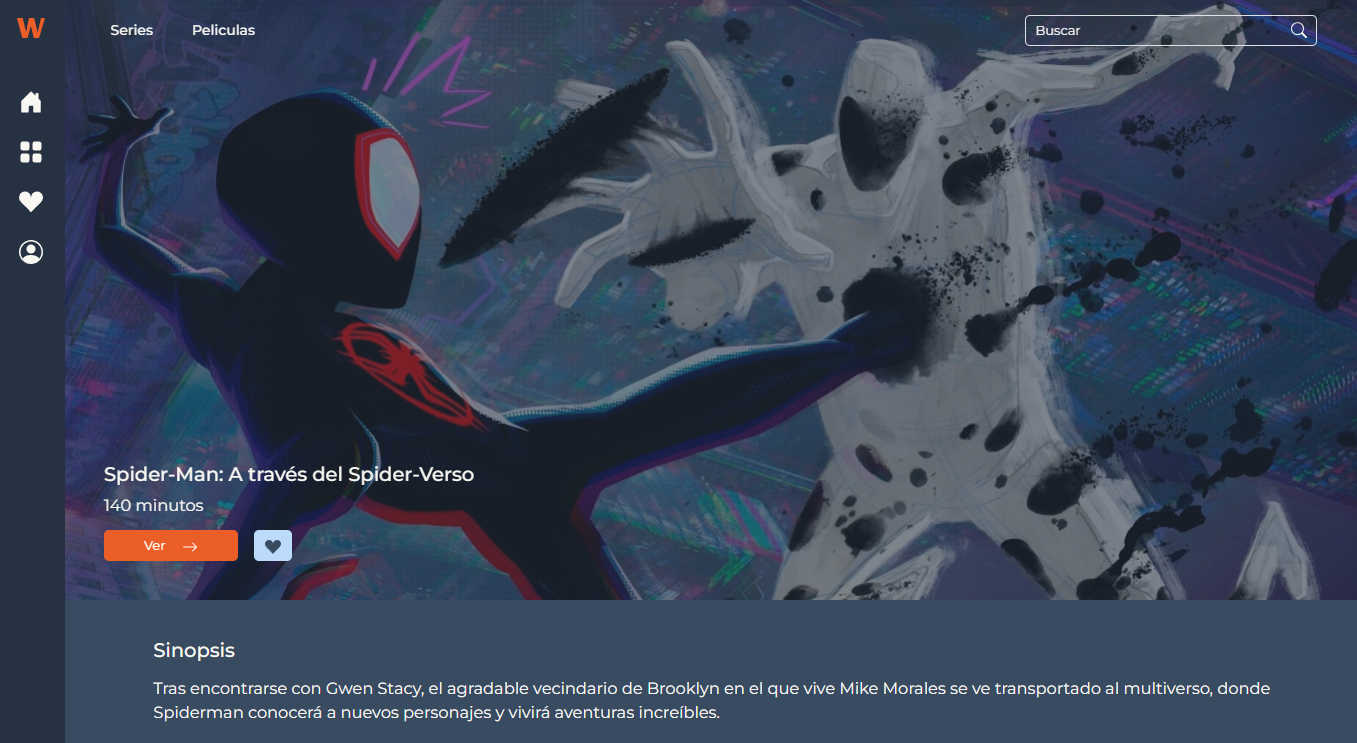 W
Series Peliculas Buscar
Spider-Man: A través del Spider-Verso
140 minutos
Ver →
Sinopsis
Tras encontrarse con Gwen Stacy, el agradable vecindario de Brooklyn en el que vive Mike Morales se ve transportado al multiverso, donde
Spiderman conocerá a nuevos personajes y vivirá aventuras increíbles.